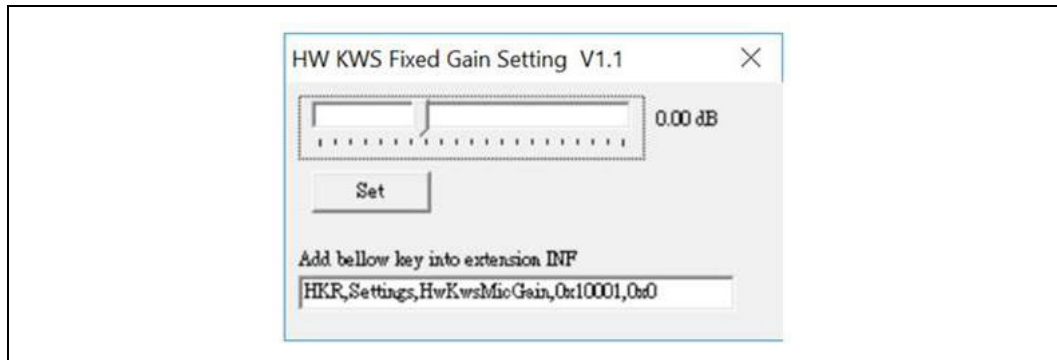 HW KWS Fixed Gain Setting V1.1
0.00 dB
Set
Add bellow key into extension INF
HKR,Settings,HwKwsMicGain,0x10001,0x0